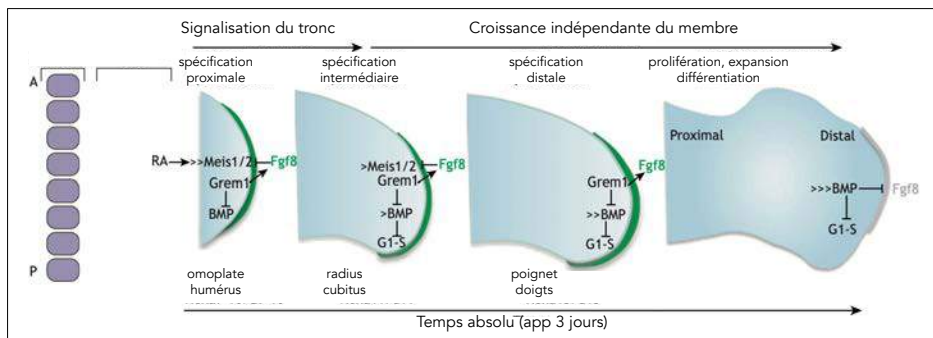 Signalisation du tronc
Croissance indépendante du membre
spécification
proximale
spécification
intermédiaire
spécification
distale
prolifération, expansion
différentiation
A
P
RA
>>Meis1/2
Fgf8
Grem1
BMP
>Meis1/2
Fgf8
Grem1
>BMP
G1-S
Fgf8
Grem1
>>BMP
G1-S
Proximal
Distal
>>>BMP
Fgf8
G1-S
omoplate
humérus
radius
cubitus
poignet
doigts
Temps absolu (app 3 jours)